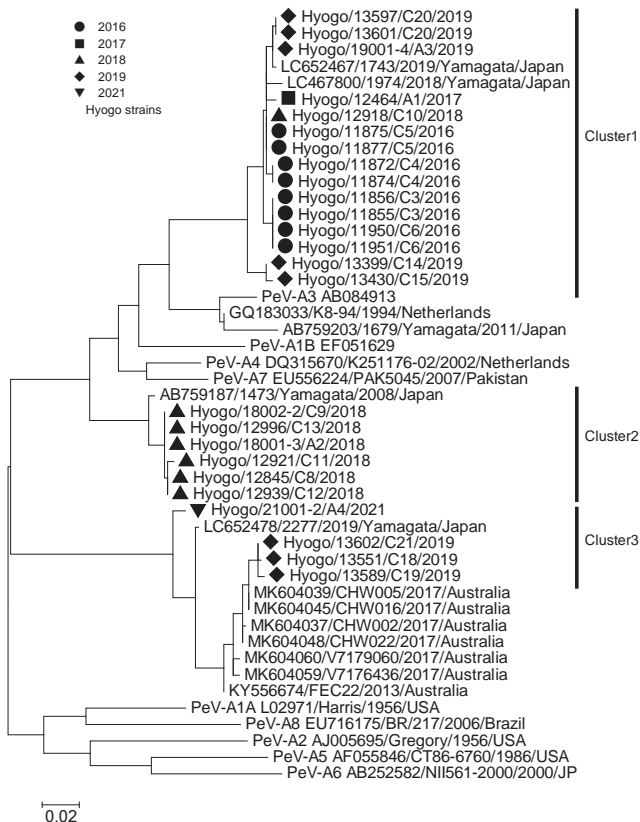 2016
2017
2018
2019
2021
Hyogo strains
Hyogo/13597/C20/2019
Hyogo/13601/C20/2019
Hyogo/19001-4/A3/2019
LC652467/1743/2019/Yamagata/Japan
LC467800/1974/2018/Yamagata/Japan
Hyogo/12464/A1/2017
Hyogo/12918/C10/2018
Hyogo/11875/C5/2016
Hyogo/11877/C5/2016
Hyogo/11872/C4/2016
Hyogo/11874/C4/2016
Hyogo/11856/C3/2016
Hyogo/11855/C3/2016
Hyogo/11950/C6/2016
Hyogo/11951/C6/2016
Hyogo/13399/C14/2019
Hyogo/13430/C15/2019
PeV-A3 AB084913
Cluster1
GQ183033/K8-94/1994/Netherlands
AB759203/1679/Yamagata/2011/Japan
PeV-A1B EF051629
PeV-A4 DQ315670/K251176-02/2002/Netherlands
PeV-A7 EU556224/PAK5045/2007/Pakistan
AB759187/1473/Yamagata/2008/Japan
Hyogo/18002-2/C9/2018
Hyogo/12996/C13/2018
Hyogo/18001-3/A2/2018
Hyogo/12921/C11/2018
Hyogo/12845/C8/2018
Hyogo/12939/C12/2018
Cluster2
Hyogo/21001-2/A4/2021
LC652478/2277/2019/Yamagata/Japan
Hyogo/13602/C21/2019
Hyogo/13551/C18/2019
Hyogo/13589/C19/2019
Cluster3
MK604039/CHW005/2017/Australia
MK604045/CHW016/2017/Australia
MK604037/CHW002/2017/Australia
MK604048/CHW022/2017/Australia
MK604060/V7179060/2017/Australia
MK604059/V7176436/2017/Australia
KY556674/FEC22/2013/Australia
PeV-A1A L02971/Harris/1956/USA
PeV-A8 EU716175/BR/217/2006/Brazil
PeV-A2 AJ005695/Gregory/1956/USA
PeV-A5 AF055846/CT86-6760/1986/USA
PeV-A6 AB252582/NII561-2000/2000/JP
0.02